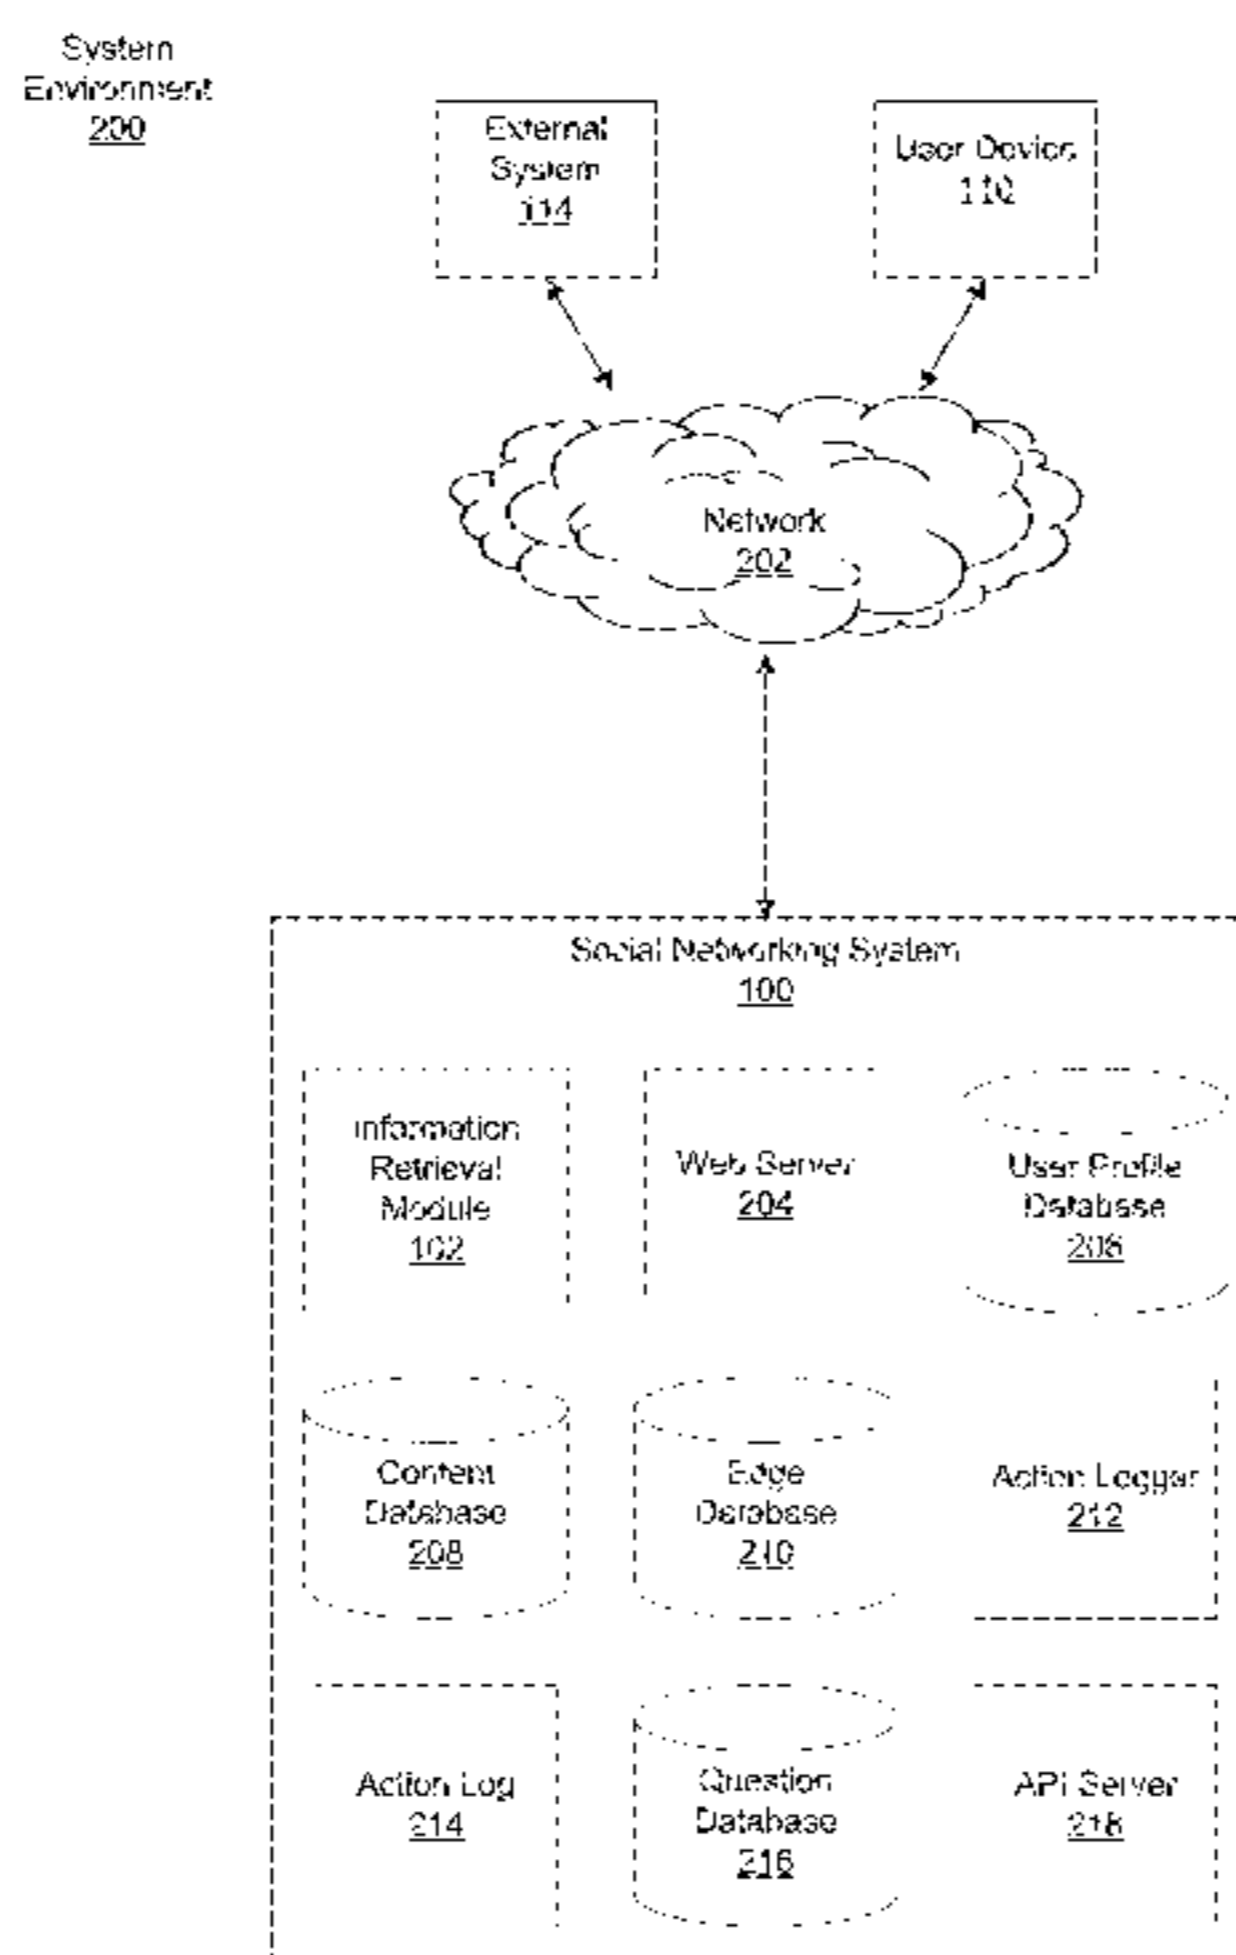 System
Environment
200
External
System
114
User Device
110
Network
202
Social Networking System
100
Information
Retrieval
Module
102
Web Server
204
User Profile
Database
206
Content
Database
208
Edge
Database
210
Action Logger
212
Action Log
214
Question
Database
216
API Server
218